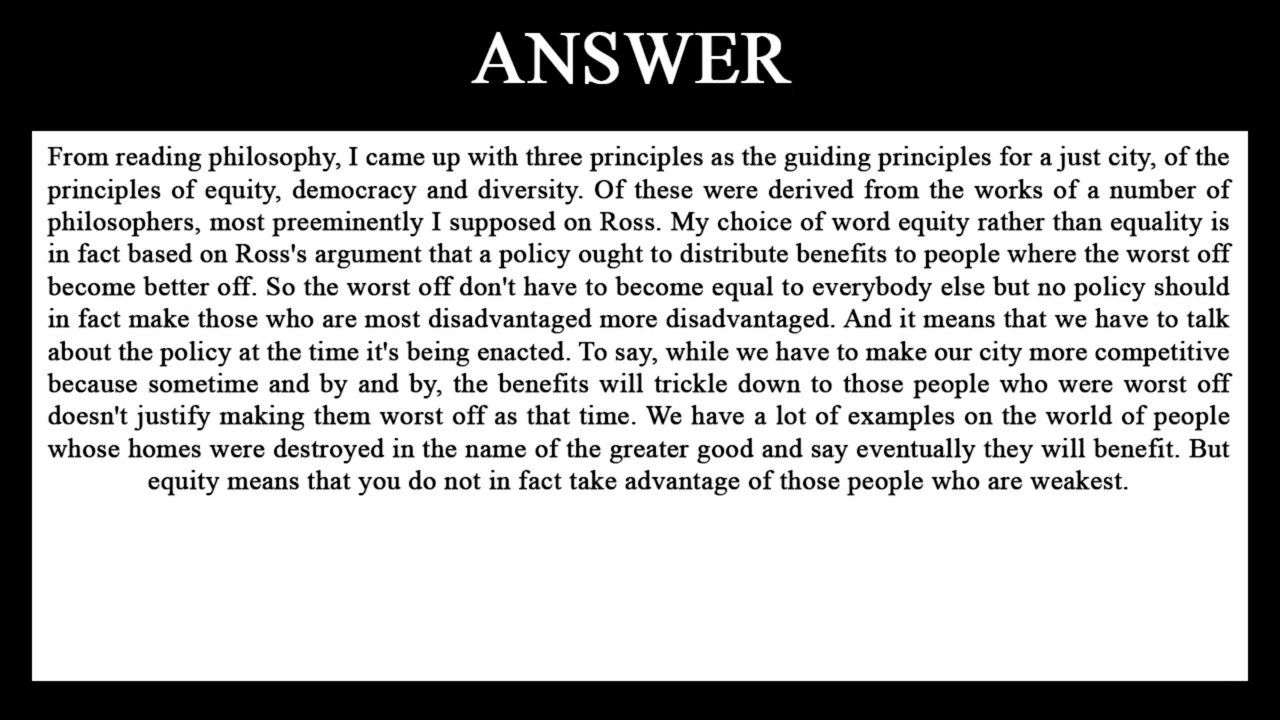 ANSWER
From reading philosophy, I came up with three principles as the guiding principles for a just city, of the
principles of equity, democracy and diversity. Of these were derived from the works of a number of
philosophers, most preeminently I supposed on Ross. My choice of word equity rather than equality is
in fact based on Ross's argument that a policy ought to distribute benefits to people where the worst off
become better off. So the worst off don't have to become equal to everybody else but no policy should
in fact make those who are most disadvantaged more disadvantaged. And it means that we have to talk
about the policy at the time it's being enacted. To say, while we have to make our city more competitive
because sometime and by and by, the benefits will trickle down to those people who were worst off
doesn't justify making them worst off as that time. We have a lot of examples on the world of people
whose homes were destroyed in the name of the greater good and say eventually they will benefit. But
equity means that you do not in fact take advantage of those people who are weakest.